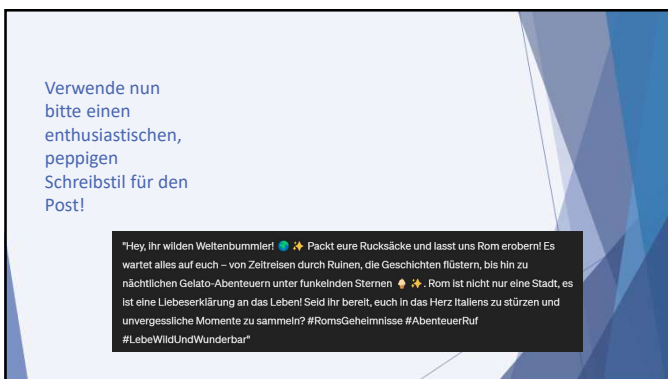 Verwende nun
bitte einen
enthusiastischen,
peppigen
Schreibstil für den
Post!
"Hey, ihr wilden Weltenbummler! 🌍 ✨ Packt eure Rucksäcke und lasst uns Rom erobern! Es
wartet alles auf euch – von Zeitreisen durch Ruinen, die Geschichten flüstern, bis hin zu
nächtlichen Gelato-Abenteuern unter funkelnden Sternen 🍦 ✨. Rom ist nicht nur eine Stadt, es
ist eine Liebeserklärung an das Leben! Seid ihr bereit, euch in das Herz Italiens zu stürzen und
unvergessliche Momente zu sammeln? #RomsGeheimnisse #AbenteuerRuf
#LebeWildUndWunderbar"